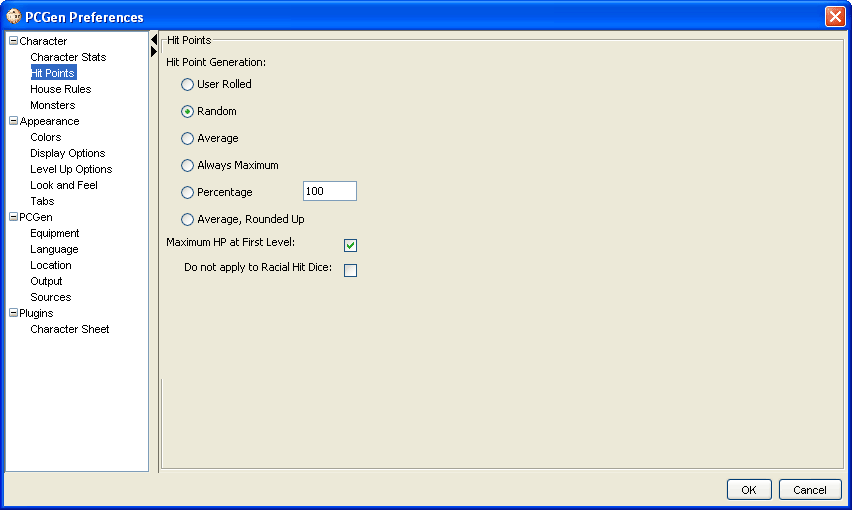 PCGen Preferences
Character
Character Stats
Hit Points
House Rules
Monsters
Appearance
Colors
Display Options
Level Up Options
Look and Feel
Tabs
PCGen
Equipment
Language
Location
Output
Sources
Plugins
Character Sheet
Hit Points
Hit Point Generation:
User Rolled
Random
Average
Always Maximum
Percentage 100
Average, Rounded Up
Maximum HP at First Level:
Do not apply to Racial Hit Dice:
OK Cancel